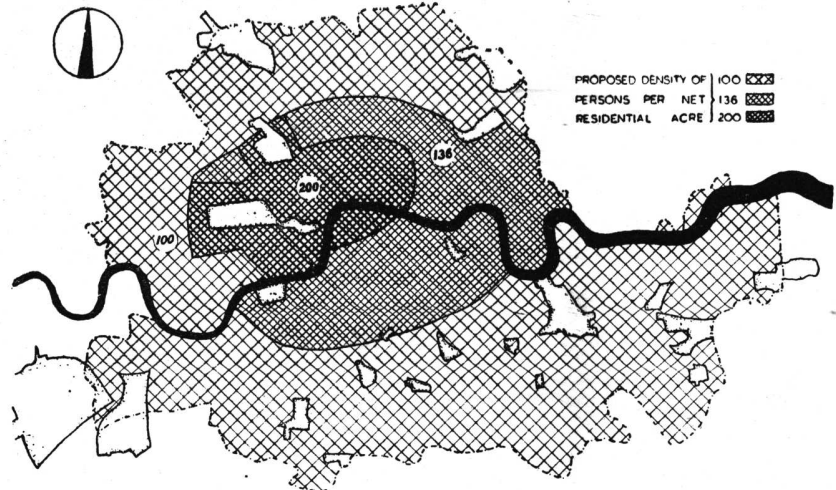 PROPOSED DENSITY OF 100
PERSONS PER NET 136
RESIDENTIAL ACRE 200
136
200
100